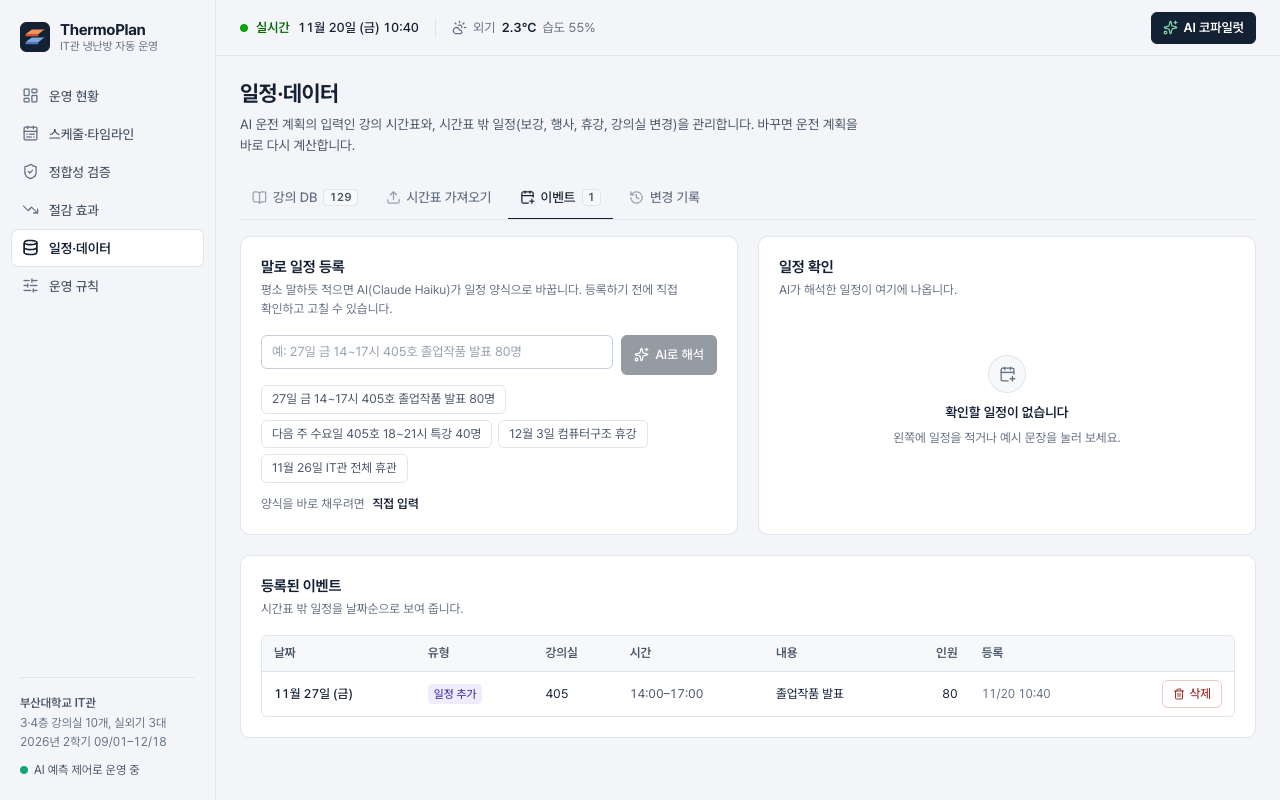 ThermoPlan
IT관 냉난방 자동 운영
운영 현황
스케줄·타임라인
정합성 검증
절감 효과
일정·데이터
운영 규칙
부산대학교 IT관
3·4층 강의실 10개, 실외기 3대
2026년 2학기 09/01–12/18
AI 예측 제어로 운영 중
실시간 11월 20일 (금) 10:40 외기 2.3°C 습도 55%
AI 코파일럿
일정·데이터
AI 운전 계획의 입력인 강의 시간표와, 시간표 밖 일정(보강, 행사, 휴강, 강의실 변경)을 관리합니다. 바꾸면 운전 계획을
바로 다시 계산합니다.
강의 DB 129 시간표 가져오기 이벤트 1 변경 기록
말로 일정 등록
평소 말하듯 적으면 AI(Claude Haiku)가 일정 양식으로 바꿉니다. 등록하기 전에 직접
확인하고 고칠 수 있습니다.
예: 27일 금 14~17시 405호 졸업작품 발표 80명
AI로 해석
27일 금 14~17시 405호 졸업작품 발표 80명
다음 주 수요일 405호 18~21시 특강 40명 12월 3일 컴퓨터구조 휴강
11월 26일 IT관 전체 휴관
양식을 바로 채우려면 직접 입력
일정 확인
AI가 해석한 일정이 여기에 나옵니다.
확인할 일정이 없습니다
왼쪽에 일정을 적거나 예시 문장을 눌러 보세요.
등록된 이벤트
시간표 밖 일정을 날짜순으로 보여 줍니다.
날짜 유형 강의실 시간 내용 인원 등록
11월 27일 (금) 일정 추가 405 14:00–17:00 졸업작품 발표 80 11/20 10:40 삭제